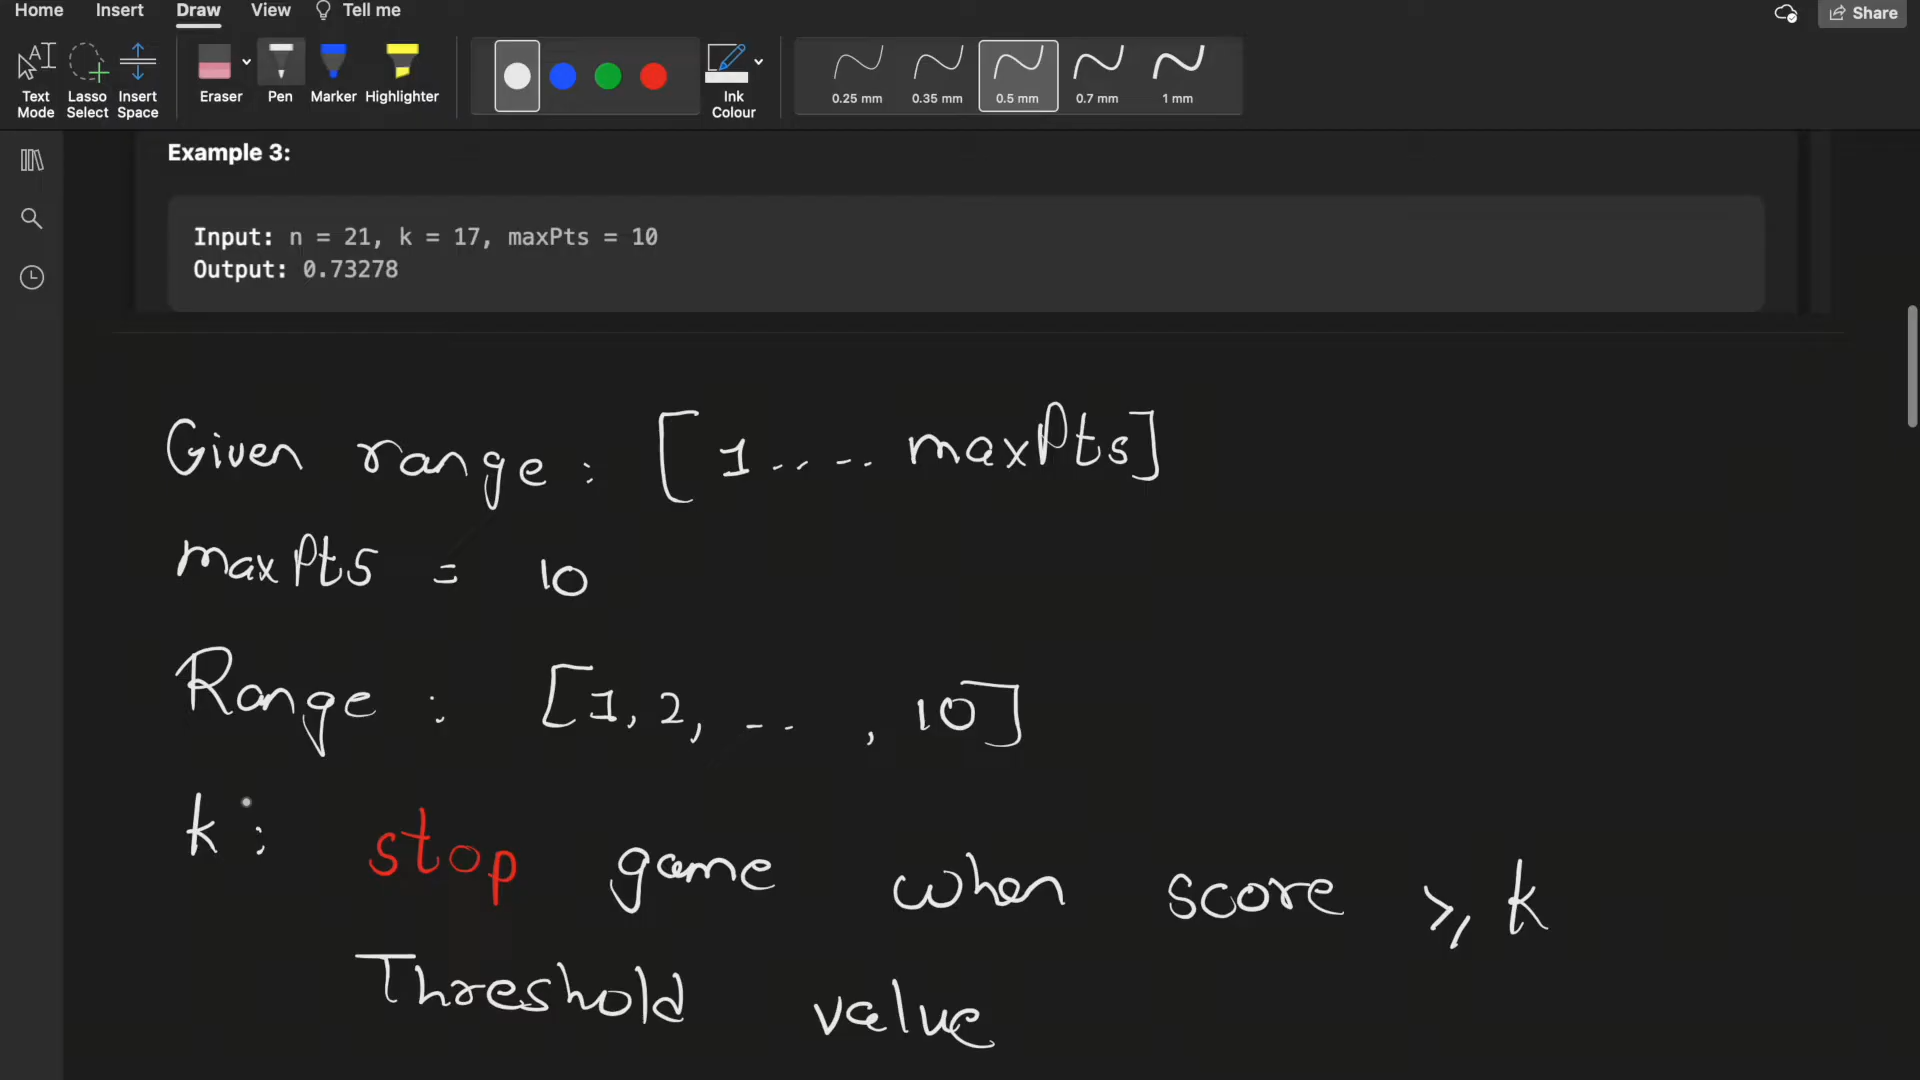 Home Insert Draw View Tell me Share
Text Mode Lasso Select Insert Space Eraser Pen Marker Highlighter Ink Colour 0.25 mm 0.35 mm 0.5 mm 0.7 mm 1 mm
Example 3:
Input: n = 21, k = 17, maxPts = 10
Output: 0.73278
Given range : [ 1 .. .. -- . maxPts ]
maxPts = 10
Range : [ 1, 2, -- .. , 10 ]
k : stop game when score ≥ k
Threshold value